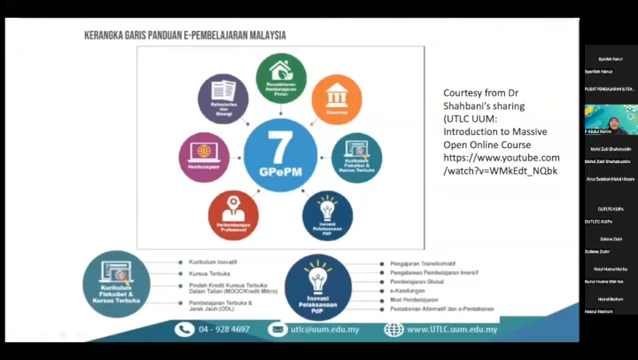 KERANGKA GARIS PANDUAN E-PEMBELAJARAN MALAYSIA
Persekitaran
Pembelajaran
Pintar
Governan
Kurikulum
Fleksibel &
Kursus Terbuka
Inovasi
Pelaksanaan
PdP
Perkembangan
Profesional
Pembudayaan
7
GPePM
Courtesy from Dr
Shahbani's sharing
(UTLC UUM:
Introduction to Massive
Open Online Course
https://www.youtube.com
/watch?v=WMkEdt_NQbk
Kurikulum
Fleksibel &
Kursus Terbuka
Kurikulum Inovatif
Kursus Terbuka
Pindah Kredit Kursus Terbuka
Dalam Talian (MOOC/Kredit Mikro)
Pembelajaran Terbuka &
Jarak Jauh (ODL)
Inovasi
Pelaksanaan
PdP
Pengajaran Transformatif
Pengalaman Pembelajaran Imersif
Pembelajaran Global
e-Kandungan
Mod Pembelajaran
Pentaksiran Alternatif dan e-Pentaksiran
04 - 928 4697
utlc@uum.edu.my
www.UTLC.uum.edu.my